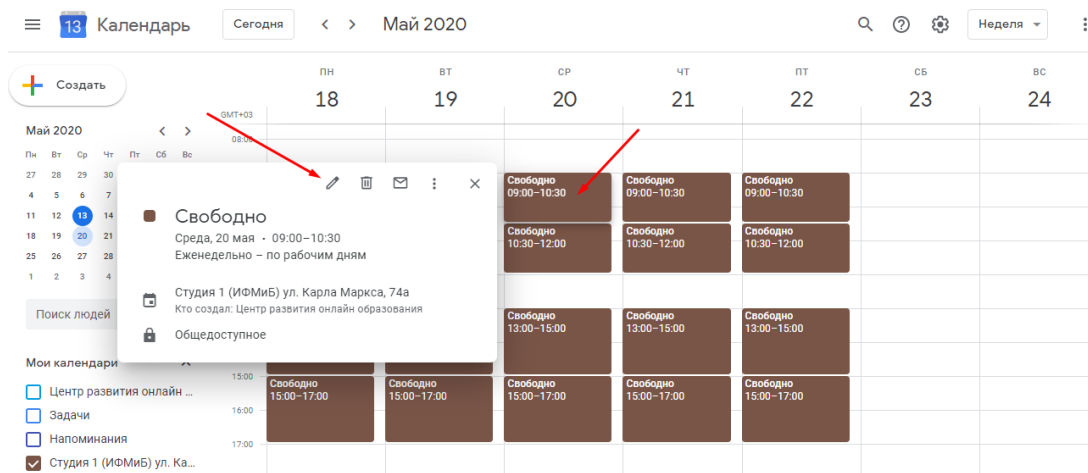 13 Календарь Сегодня Май 2020 Неделя
Создать
ПН ВТ СР ЧТ ПТ СБ ВС
18 19 20 21 22 23 24
GMT+03
Май 2020
08:00
Пн Вт Ср Чт Пт Сб Вс
27 28 29 30
4 5 6 7
11 12 13 14
18 19 20 21
25 26 27 28
1 2 3 4
Поиск людей
Мои календари
Центр развития онлайн ...
Задачи
Напоминания
Студия 1 (ИФМиБ) ул. Ка...
Свободно
Среда, 20 мая • 09:00–10:30
Еженедельно – по рабочим дням
Студия 1 (ИФМиБ) ул. Карла Маркса, 74а
Кто создал: Центр развития онлайн образования
Общедоступное
Свободно Свободно Свободно
09:00–10:30 09:00–10:30 09:00–10:30
Свободно Свободно Свободно
10:30–12:00 10:30–12:00 10:30–12:00
Свободно Свободно Свободно
13:00–15:00 13:00–15:00 13:00–15:00
15:00
Свободно Свободно Свободно Свободно Свободно
15:00–17:00 15:00–17:00 15:00–17:00 15:00–17:00 15:00–17:00
16:00
17:00